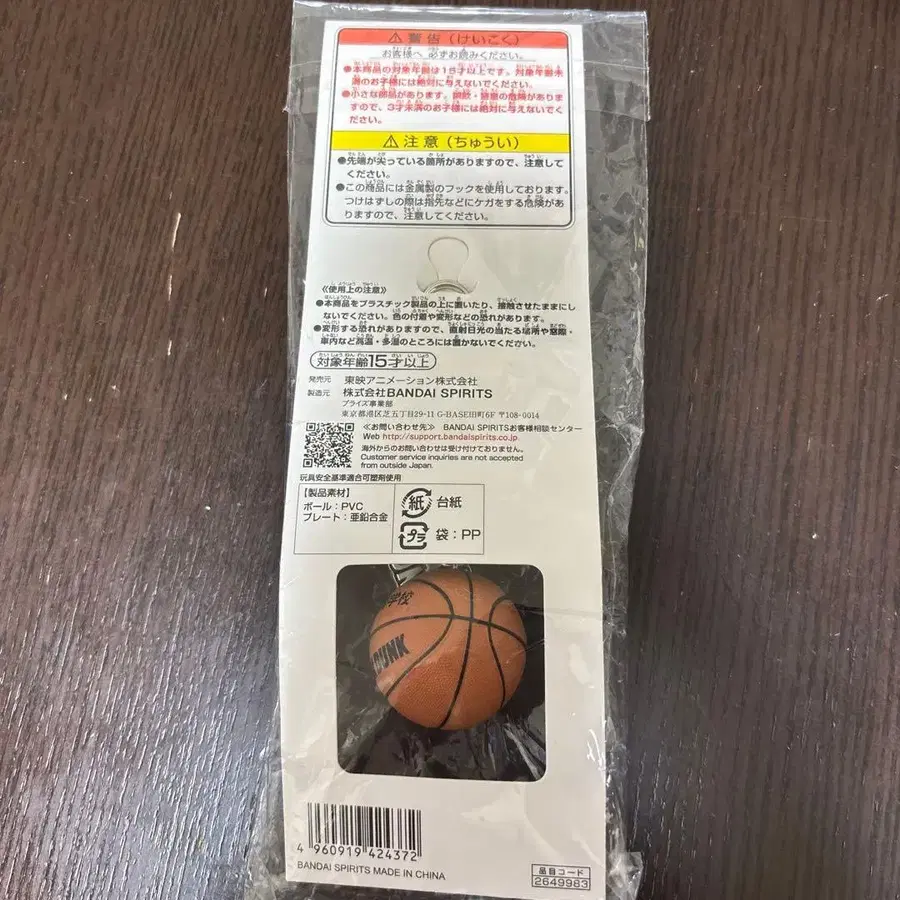 ⚠警告(けいこく)
お客様へ 必ずお読みください。
●本商品の対象年齢は15才以上です。対象年齢未
満のお子様には絶対に与えないでください。
●小さな部品があります。誤飲・窒息の危険がありま
すので、3才未満のお子様には絶対に与えないでくだ
さい。
⚠注意(ちゅうい)
●先端が尖っている箇所がありますので、注意して
ください。
●この商品には金属製のフックを使用しております。
つけはずしの際は指先などにケガをする危険があ
りますので、注意してください。
《使用上の注意》
●本商品をプラスチック製品の上に置いたり、接触させたままにし
ないでください。色の付着や変形などの恐れがあります。
●変形する恐れがありますので、直射日光の当たる場所や窓際・
車内など高温・多湿のところには置かないでください。
対象年齢15才以上
発売元 東映アニメーション株式会社
製造元 株式会社BANDAI SPIRITS
プライズ事業部
東京都港区芝五丁目29-11 G-BASE田町6F 〒108-0014
≪お問い合わせ先≫ BANDAI SPIRITSお客様相談センター
Web http://support.bandaispirits.co.jp
海外からのお問い合わせは受け付けておりません。
Customer service inquiries are not accepted
from outside Japan.
玩具安全基準適合可塑剤使用
【製品素材】
ボール:PVC
プレート:亜鉛合金
紙 台紙
プラ 袋:PP
学校
DUNK
4 960919 424372
BANDAI SPIRITS MADE IN CHINA
品目コード
2649983